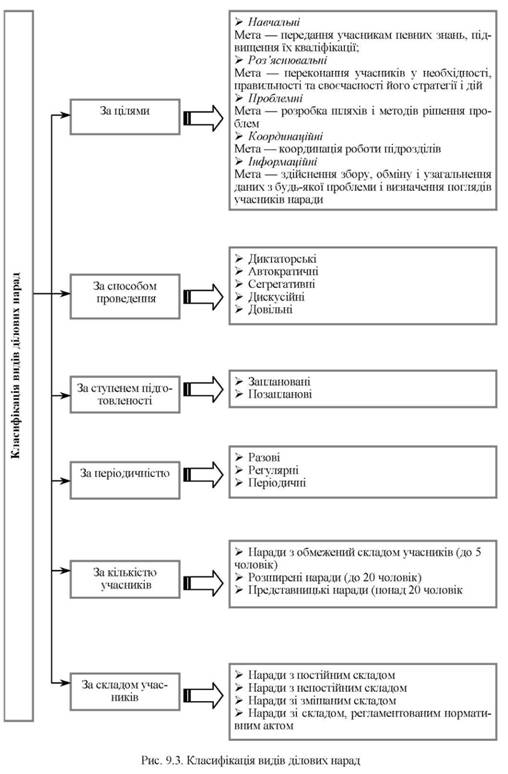 Класифікація видів ділових нарад
За цілями
➢ Навчальні
Мета — передання учасникам певних знань, під-
вищення їх кваліфікації;
➢ Роз'яснювальні
Мета — переконання учасників у необхідності,
правильності та своєчасності його стратегії і дій
➢ Проблемні
Мета — розробка пляхів і методів рішення про-
блем
➢ Координаційні
Мета — координація роботи підрозділів
➢ Інформаційні
Мета — здійснення збору, обміну і узагальнення
даних з будь-якої проблеми і визначення поглядів
учасників наради
За способом
проведення
➢ Диктаторські
➢ Автократичні
➢ Сегрегативні
➢ Дискусійні
➢ Довільні
За ступенем підго-
товленості
➢ Заплановані
➢ Позапланові
За періодичністю
➢ Разові
➢ Регулярні
➢ Періодичні
За кількістю
учасників
➢ Наради з обмежений складом учасників (до 5
чоловік)
➢ Розширені наради (до 20 чоловік)
➢ Представницькі наради (понад 20 чоловік
За складом учас-
ників
➢ Наради з постійним складом
➢ Наради з непостійним складом
➢ Наради зі змішаним складом
➢ Наради зі складом, регламентованим нормати-
вним актом
Рис. 9.3. Класифікація видів ділових нарад